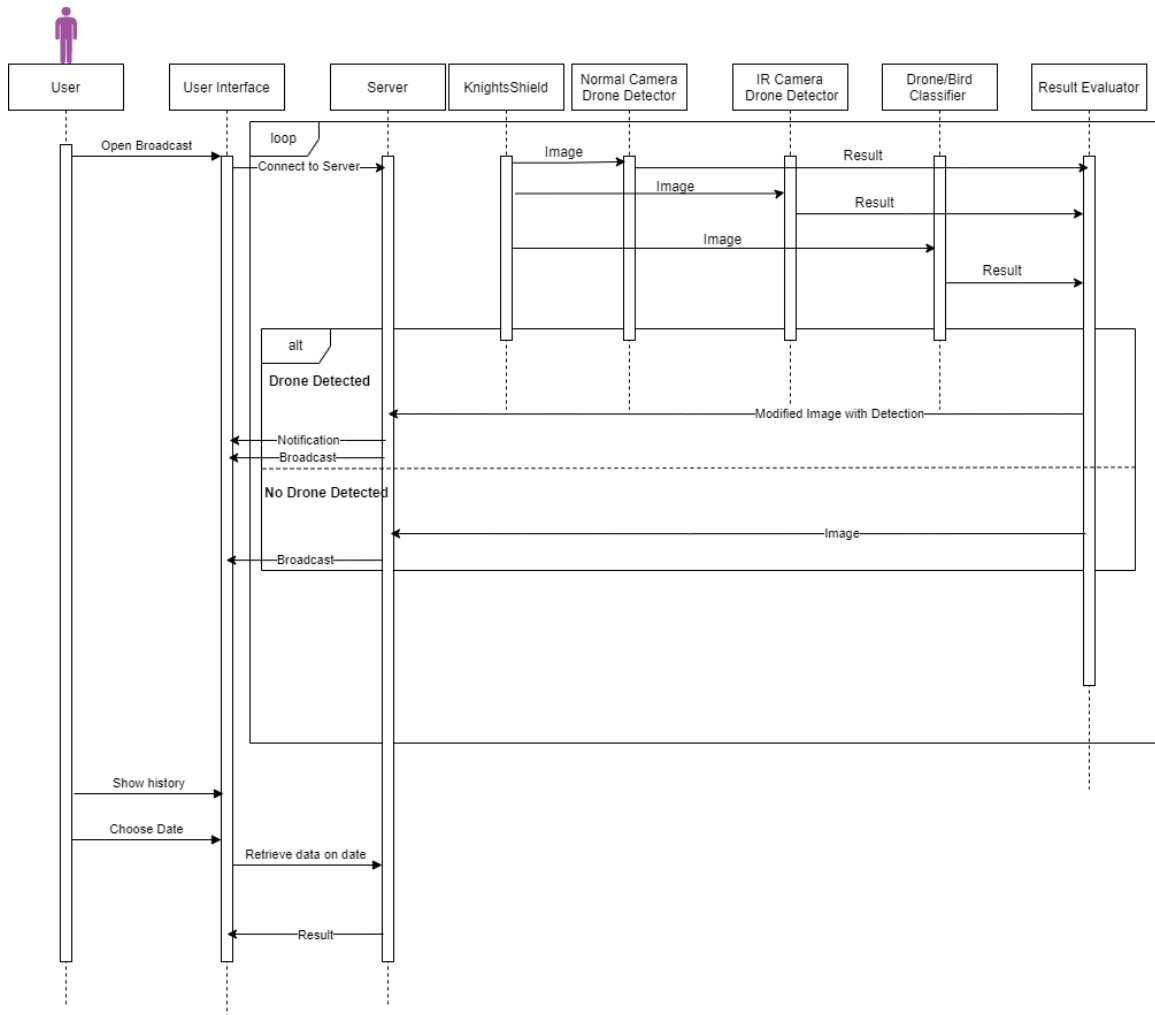 User
User Interface
Server
KnightsShield
Normal Camera
Drone Detector
IR Camera
Drone Detector
Drone/Bird
Classifier
Result Evaluator
loop
Open Broadcast
Connect to Server
Image
Result
Image
Result
Image
Result
alt
Drone Detected
Modified Image with Detection
Notification
Broadcast
No Drone Detected
Image
Broadcast
Show history
Choose Date
Retrieve data on date
Result